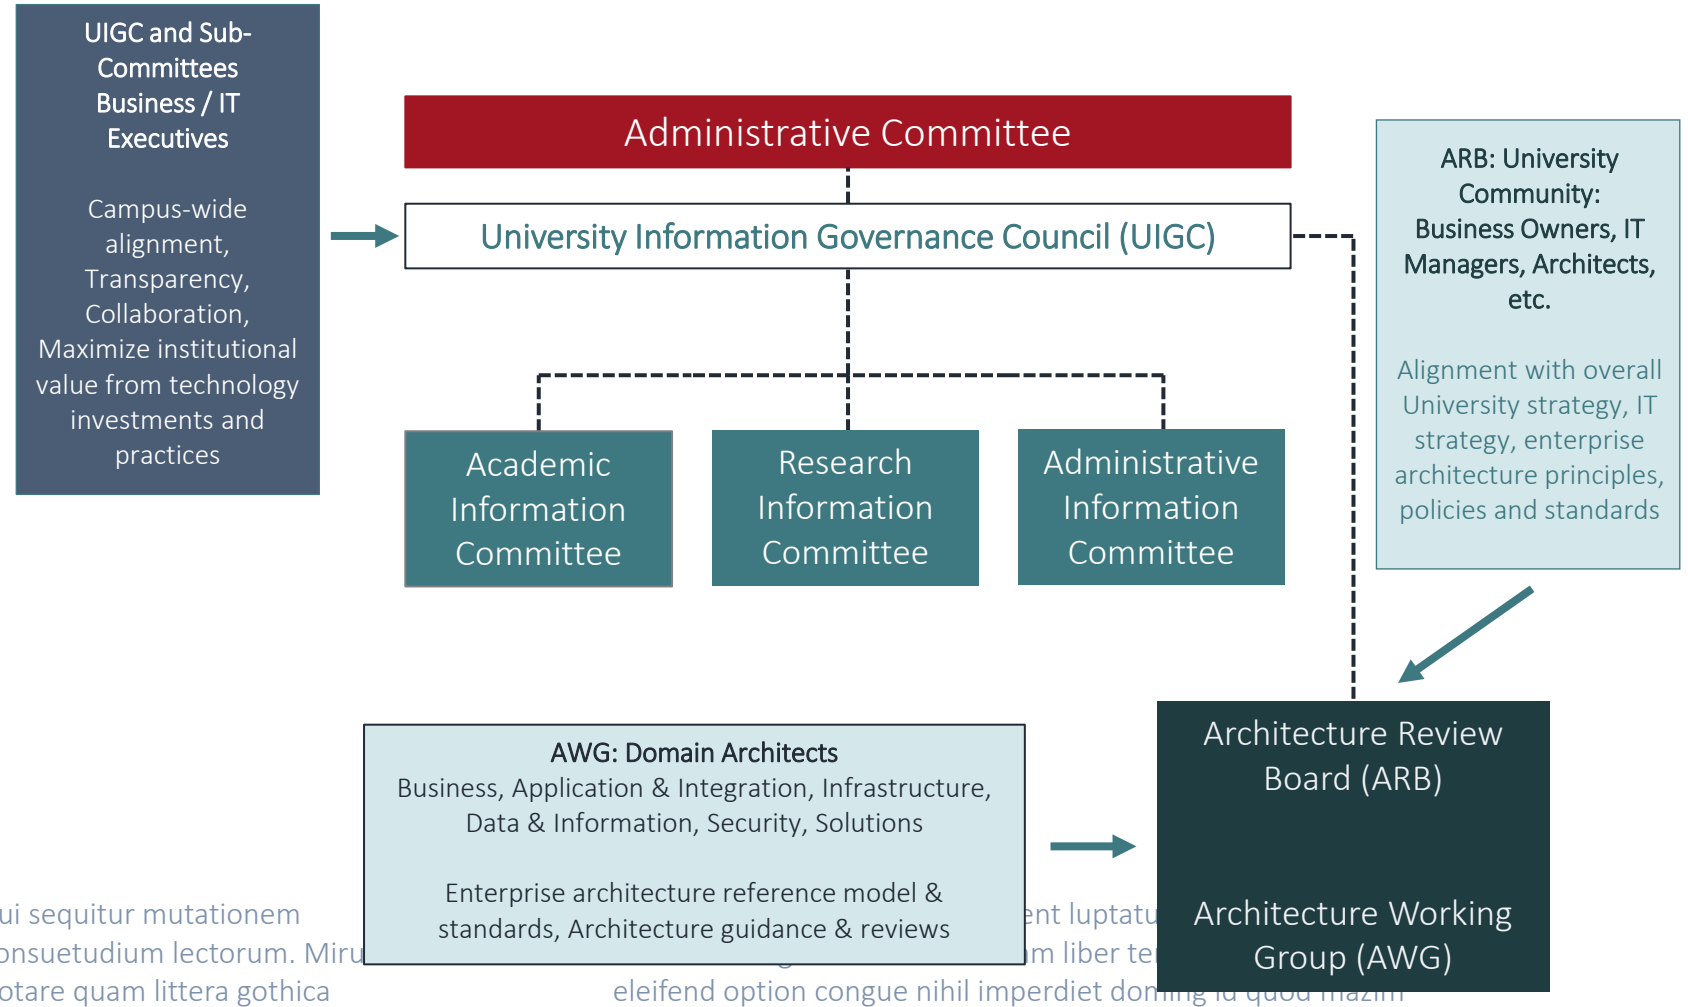 UIGC and Sub-
Committees
Business / IT
Executives
Campus-wide
alignment,
Transparency,
Collaboration,
Maximize institutional
value from technology
investments and
practices
Administrative Committee
University Information Governance Council (UIGC)
Academic
Information
Committee
Research
Information
Committee
Administrative
Information
Committee
ARB: University
Community:
Business Owners, IT
Managers, Architects,
etc.
Alignment with overall
University strategy, IT
strategy, enterprise
architecture principles,
policies and standards
AWG: Domain Architects
Business, Application & Integration, Infrastructure,
Data & Information, Security, Solutions
Enterprise architecture reference model &
standards, Architecture guidance & reviews
Architecture Review
Board (ARB)
Architecture Working
Group (AWG)
sequitur mutationem
lectorum.
quam littera gothica
liber
eleifend option congue nihil imperdiet